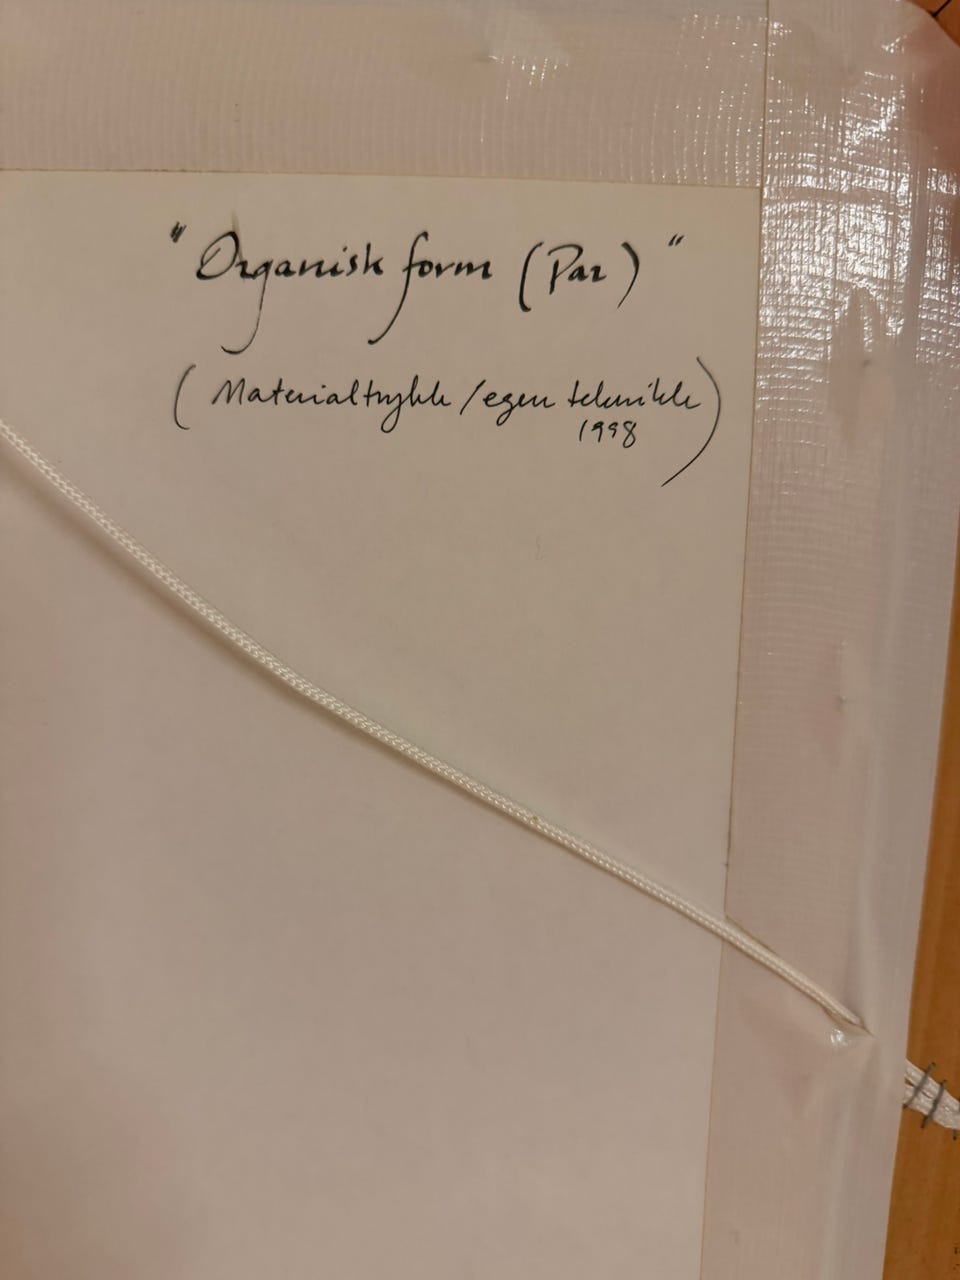 "Organisk form (Par)"
(Materialtrykk/egen teknikk
1998)